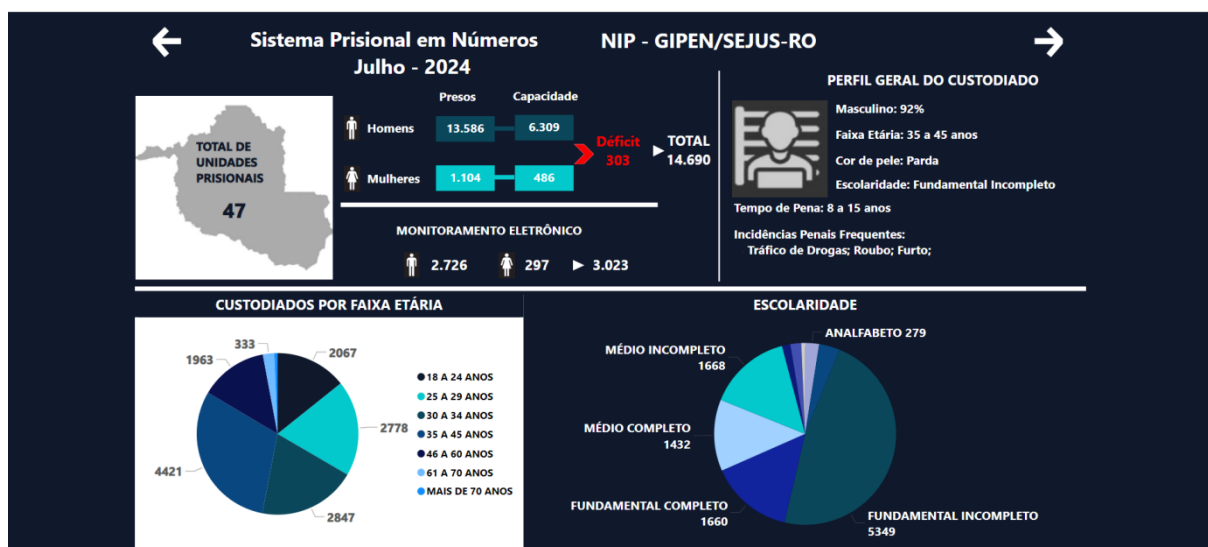 Sistema Prisional em Números
Julho - 2024
NIP - GIPEN/SEJUS-RO
TOTAL DE
UNIDADES
PRISIONAIS
47
Presos
Capacidade
Homens
13.586
6.309
Mulheres
1.104
486
Déficit
303
TOTAL
14.690
MONITORAMENTO ELETRÔNICO
2.726
297
3.023
PERFIL GERAL DO CUSTODIADO
Masculino: 92%
Faixa Etária: 35 a 45 anos
Cor de pele: Parda
Escolaridade: Fundamental Incompleto
Tempo de Pena: 8 a 15 anos
Incidências Penais Frequentes:
Tráfico de Drogas; Roubo; Furto;
CUSTODIADOS POR FAIXA ETÁRIA
333
2067
1963
2778
4421
2847
18 A 24 ANOS
25 A 29 ANOS
30 A 34 ANOS
35 A 45 ANOS
46 A 60 ANOS
61 A 70 ANOS
MAIS DE 70 ANOS
ESCOLARIDADE
ANALFABETO 279
MÉDIO INCOMPLETO
1668
MÉDIO COMPLETO
1432
FUNDAMENTAL COMPLETO
1660
FUNDAMENTAL INCOMPLETO
5349